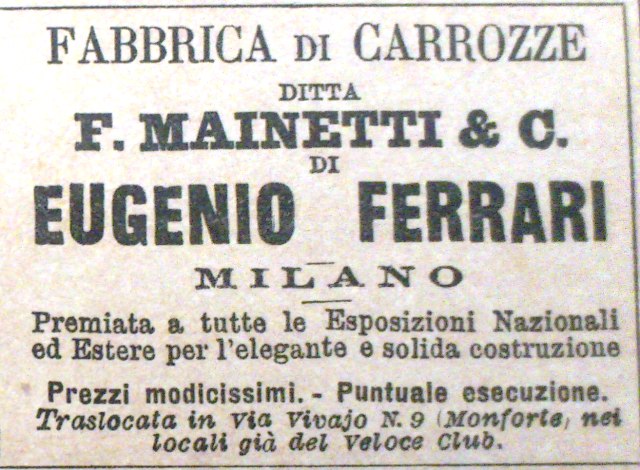 FABBRICA DI CARROZZE
DITTA
F. MAINETTI & C.
DI
EUGENIO FERRARI
MILANO
Premiata a tutte le Esposizioni Nazionali
ed Estere per l'elegante e solida costruzione
Prezzi modicissimi. - Puntuale esecuzione.
Traslocata in Via Vivajo N. 9 (Monforte) nei
locali già del Veloce Club.